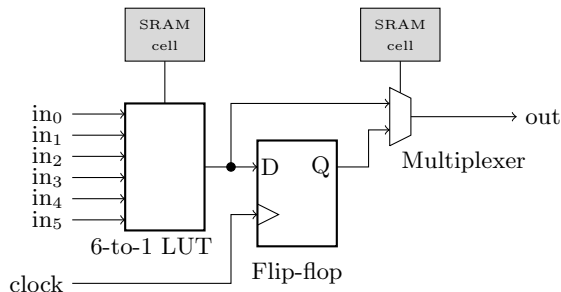 SRAM
cell
SRAM
cell
in0
in1
in2
in3
in4
in5
out
D
Q
Multiplexer
6-to-1 LUT
Flip-flop
clock